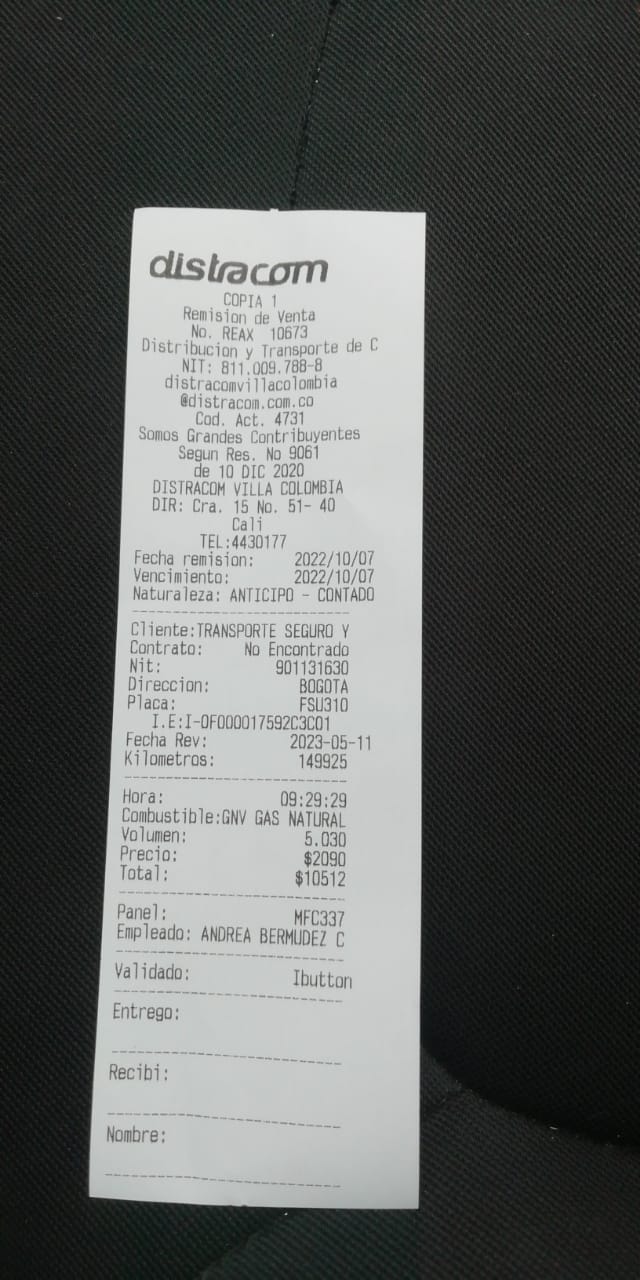 distracom
COPIA 1
Remision de Venta
No. REAX 10673
Distribucion y Transporte de C
NIT: 811.009.788-8
distracomvillacolombia
@distracom.com.co
Cod. Act. 4731
Somos Grandes Contribuyentes
Segun Res. No 9061
de 10 DIC 2020
DISTRACOM VILLA COLOMBIA
DIR: Cra. 15 No. 51- 40
Cali
TEL:4430177
Fecha remision: 2022/10/07
Vencimiento: 2022/10/07
Naturaleza: ANTICIPO - CONTADO
Cliente:TRANSPORTE SEGURO Y
Contrato: No Encontrado
Nit: 901131630
Direccion: BOGOTA
Placa: FSU310
I.E:I-0F000017592C3C01
Fecha Rev: 2023-05-11
Kilometros: 149925
Hora: 09:29:29
Combustible:GNV GAS NATURAL
Volumen: 5.030
Precio: $2090
Total: $10512
Panel: MFC337
Empleado: ANDREA BERMUDEZ C
Validado: Ibutton
Entrego:
Recibi:
Nombre: